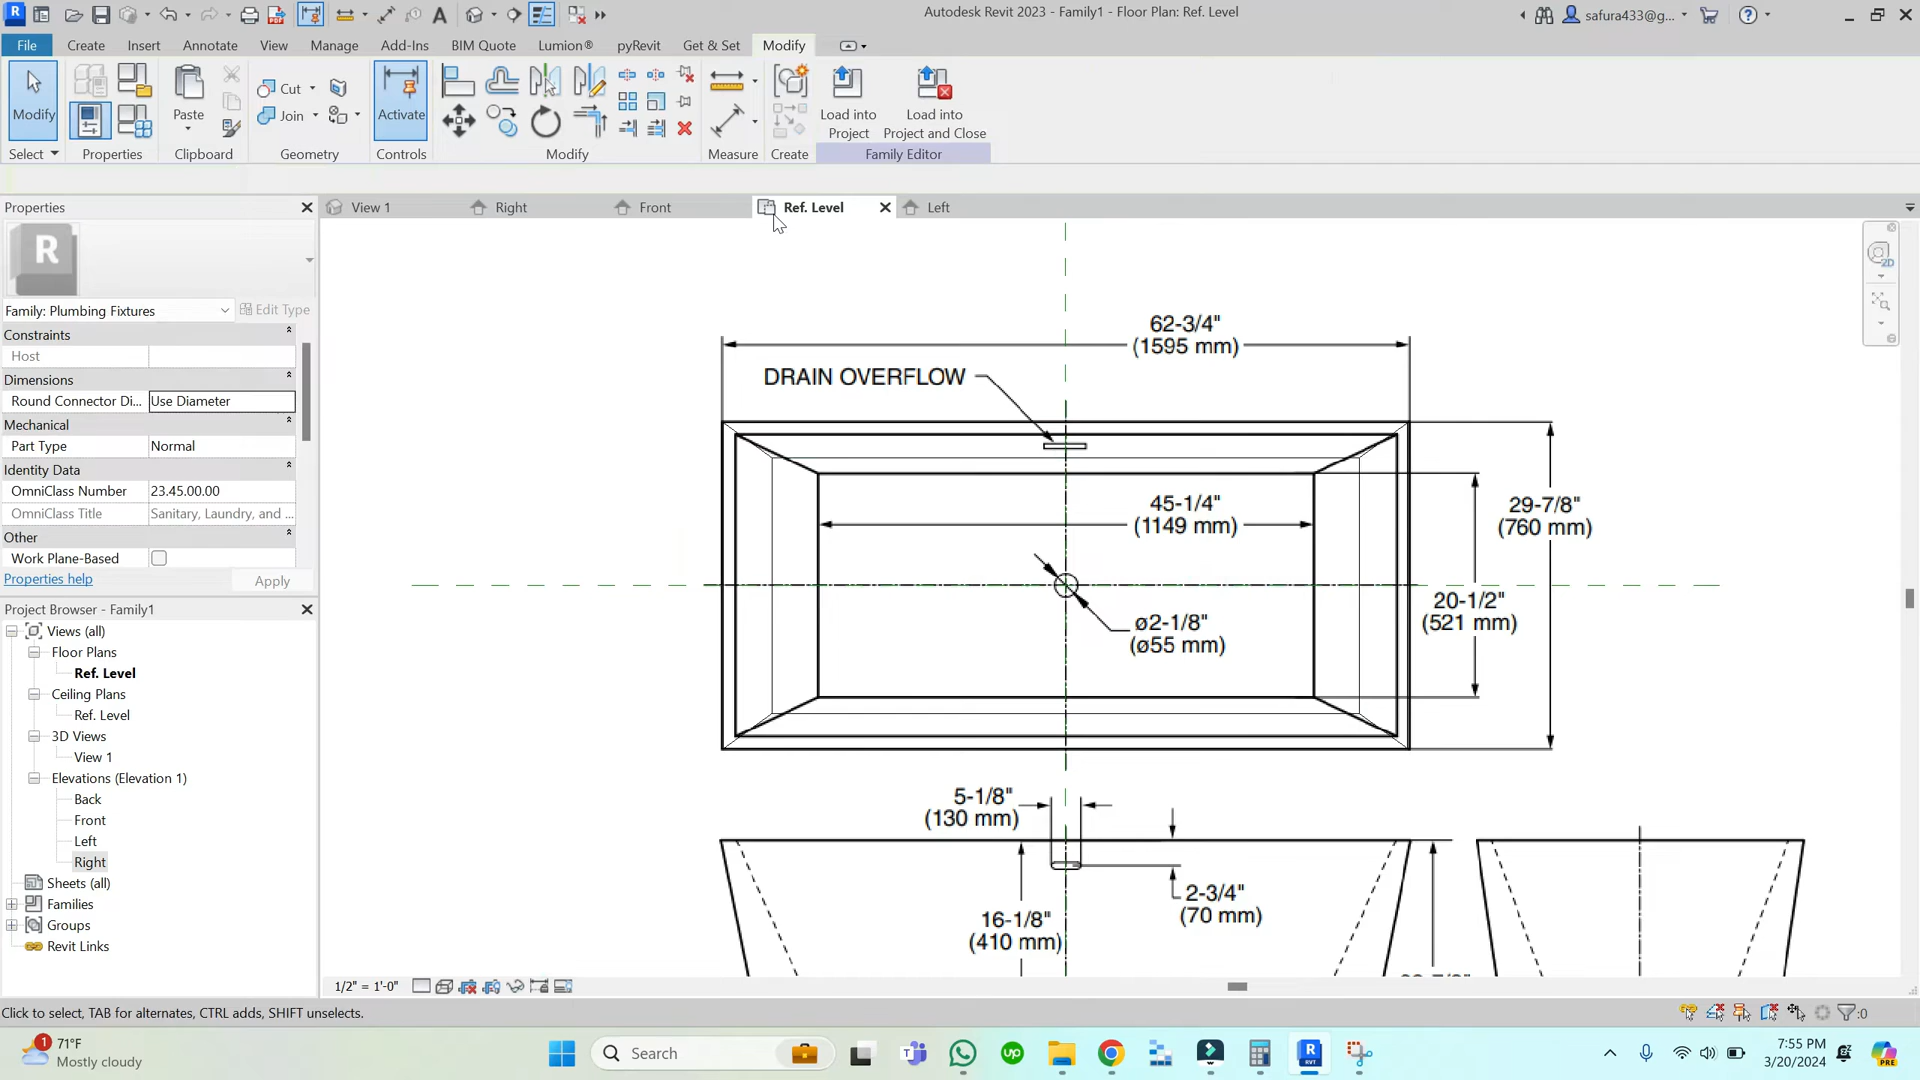 Autodesk Revit 2023 - Family1 - Floor Plan: Ref. Level
safura433@g...
File Create Insert Annotate View Manage Add-Ins BIM Quote Lumion® pyRevit Get & Set Modify
Modify Paste Cut Join Activate Load into Project Load into Project and Close
Select Properties Clipboard Geometry Controls Modify Measure Create Family Editor
Properties
View 1 Right Front Ref. Level Left
R
Family: Plumbing Fixtures Edit Type
Constraints
Host
Dimensions
Round Connector Di... Use Diameter
Mechanical
Part Type Normal
Identity Data
OmniClass Number 23.45.00.00
OmniClass Title Sanitary, Laundry, and ...
Other
Work Plane-Based
Properties help Apply
Project Browser - Family1
Views (all)
Floor Plans
Ref. Level
Ceiling Plans
Ref. Level
3D Views
View 1
Elevations (Elevation 1)
Back
Front
Left
Right
Sheets (all)
Families
Groups
Revit Links
62-3/4"
(1595 mm)
DRAIN OVERFLOW
45-1/4"
(1149 mm)
29-7/8"
(760 mm)
20-1/2"
(521 mm)
ø2-1/8"
(ø55 mm)
5-1/8"
(130 mm)
2-3/4"
(70 mm)
16-1/8"
(410 mm)
1/2" = 1'-0"
Click to select, TAB for alternates, CTRL adds, SHIFT unselects.
:0
1
71°F
Mostly cloudy
Search
7:55 PM
3/20/2024